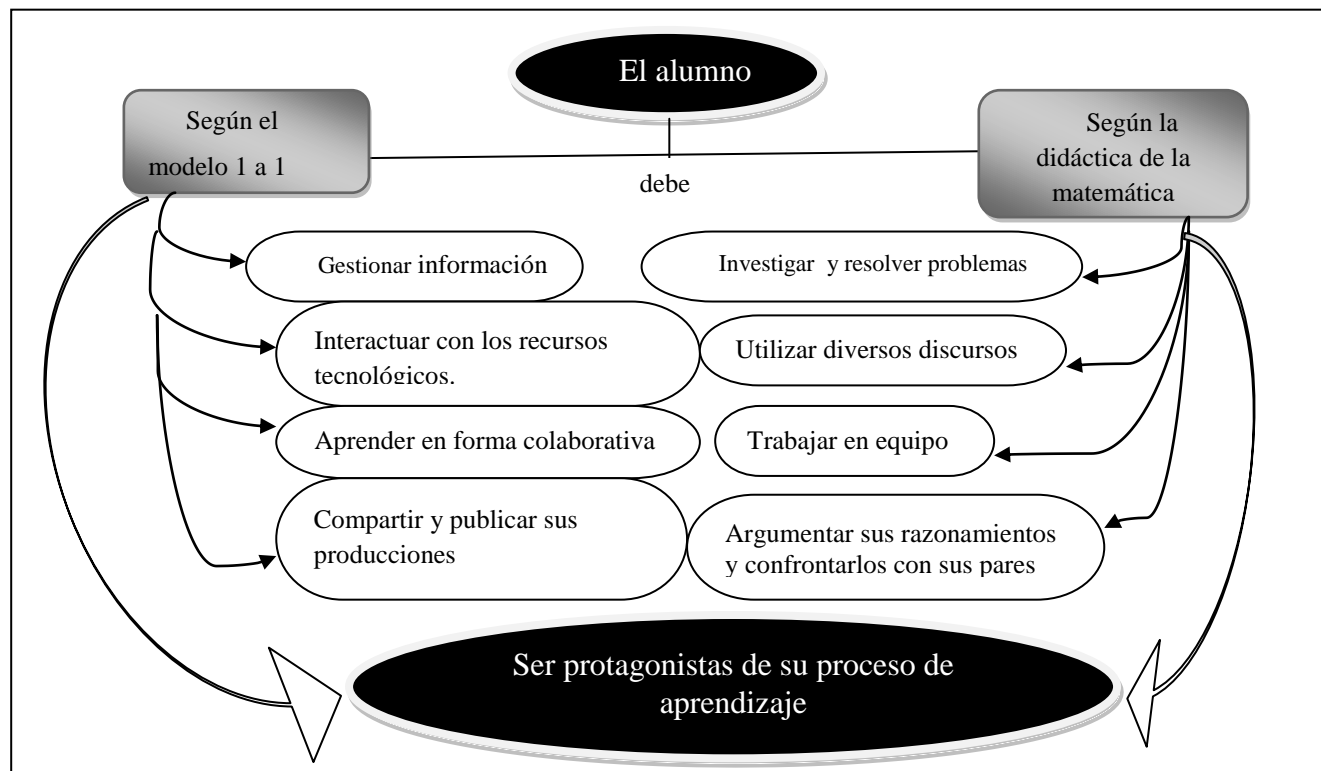 El alumno
Según el
modelo 1 a 1
Según la
didáctica de la
matemática
debe
Gestionar información
Investigar y resolver problemas
Interactuar con los recursos
tecnológicos.
Utilizar diversos discursos
Aprender en forma colaborativa
Trabajar en equipo
Compartir y publicar sus
producciones
Argumentar sus razonamientos
y confrontarlos con sus pares
Ser protagonistas de su proceso de
aprendizaje